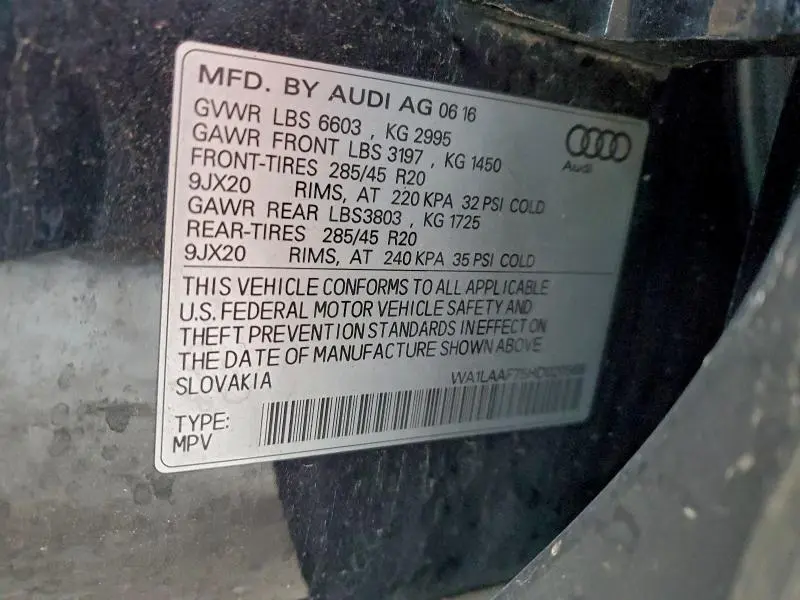 MFD. BY AUDI AG 06 16
GVWR LBS 6603 , KG 2995
GAWR FRONT LBS 3197 , KG 1450
FRONT-TIRES 285/45 R20
9JX20 RIMS, AT 220 KPA 32 PSI COLD
GAWR REAR LBS3803 , KG 1725
REAR-TIRES 285/45 R20
9JX20 RIMS, AT 240 KPA 35 PSI COLD
Audi
THIS VEHICLE CONFORMS TO ALL APPLICABLE
U.S. FEDERAL MOTOR VEHICLE SAFETY AND
THEFT PREVENTION STANDARDS IN EFFECT ON
THE DATE OF MANUFACTURE SHOWN ABOVE
SLOVAKIA
TYPE:
MPV